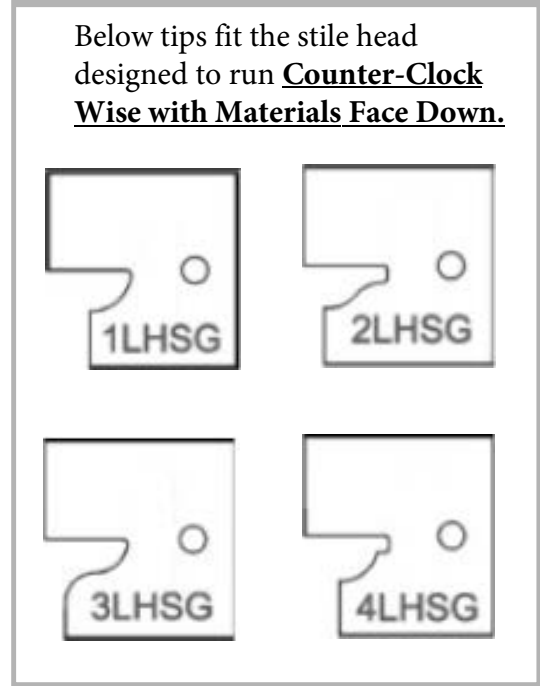 Below tips fit the stile head
designed to run Counter-Clock
Wise with Materials Face Down.
1LHSG
2LHSG
3LHSG
4LHSG